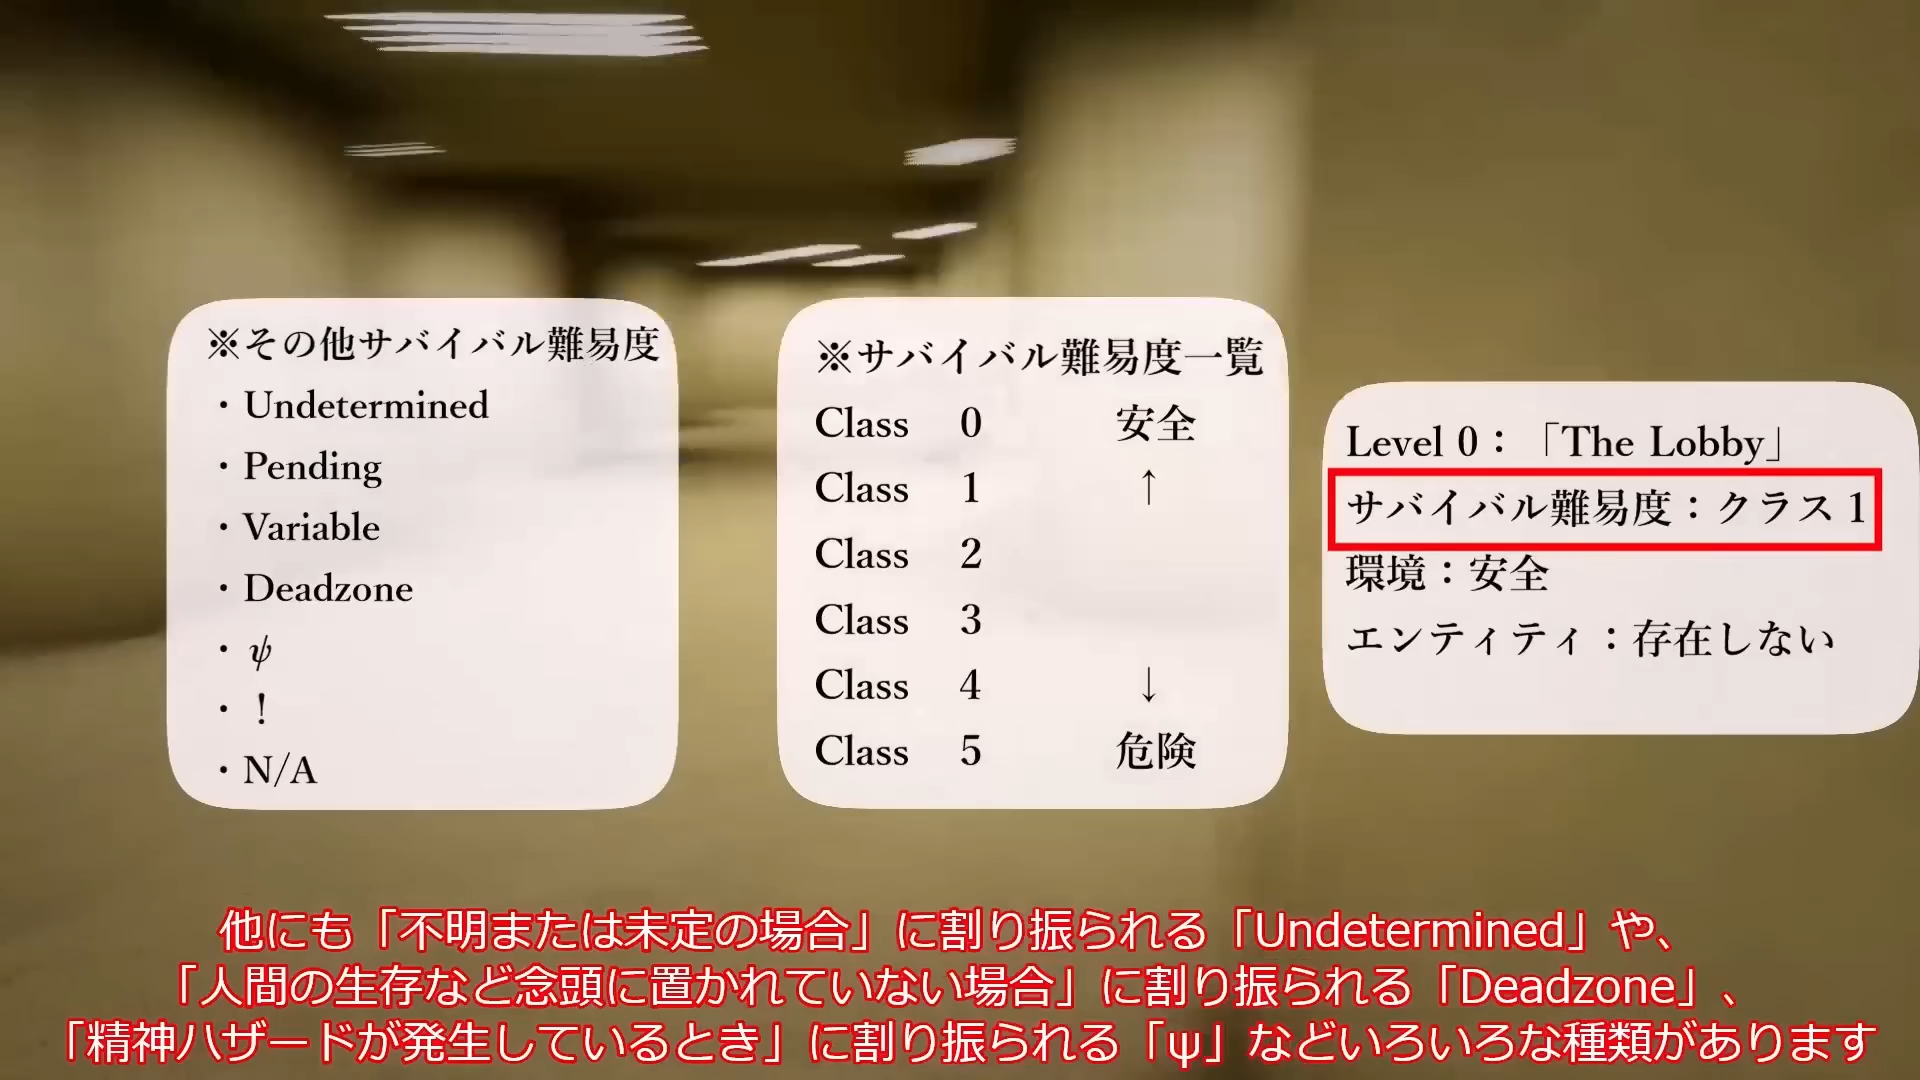 ※その他サバイバル難易度
・Undetermined
・Pending
・Variable
・Deadzone
・ψ
・！
・N/A
※サバイバル難易度一覧
Class 0 安全
Class 1 ↑
Class 2
Class 3
Class 4 ↓
Class 5 危険
Level 0：「The Lobby」
サバイバル難易度：クラス1
環境：安全
エンティティ：存在しない
他にも「不明または未定の場合」に割り振られる「Undetermined」や、
「人間の生存など念頭に置かれていない場合」に割り振られる「Deadzone」、
「精神ハザードが発生しているとき」に割り振られる「ψ」などいろいろな種類があります